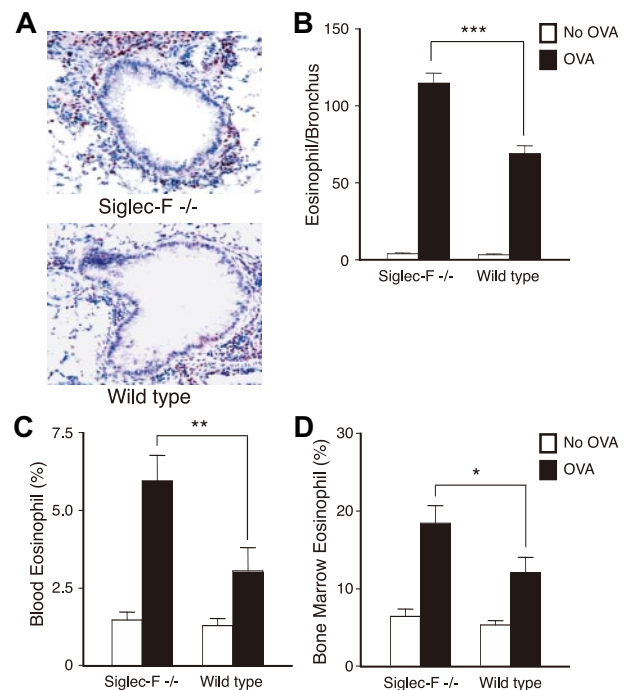 A
Siglec-F -/-
Wild type
B
No OVA
OVA
***
Eosinophil/Bronchus
150
100
50
0
Siglec-F -/-
Wild type
C
**
Blood Eosinophil (%)
7.5
5.0
2.5
0
Siglec-F -/-
Wild type
D
No OVA
OVA
*
Bone Marrow Eosinophil (%)
30
20
10
0
Siglec-F -/-
Wild type